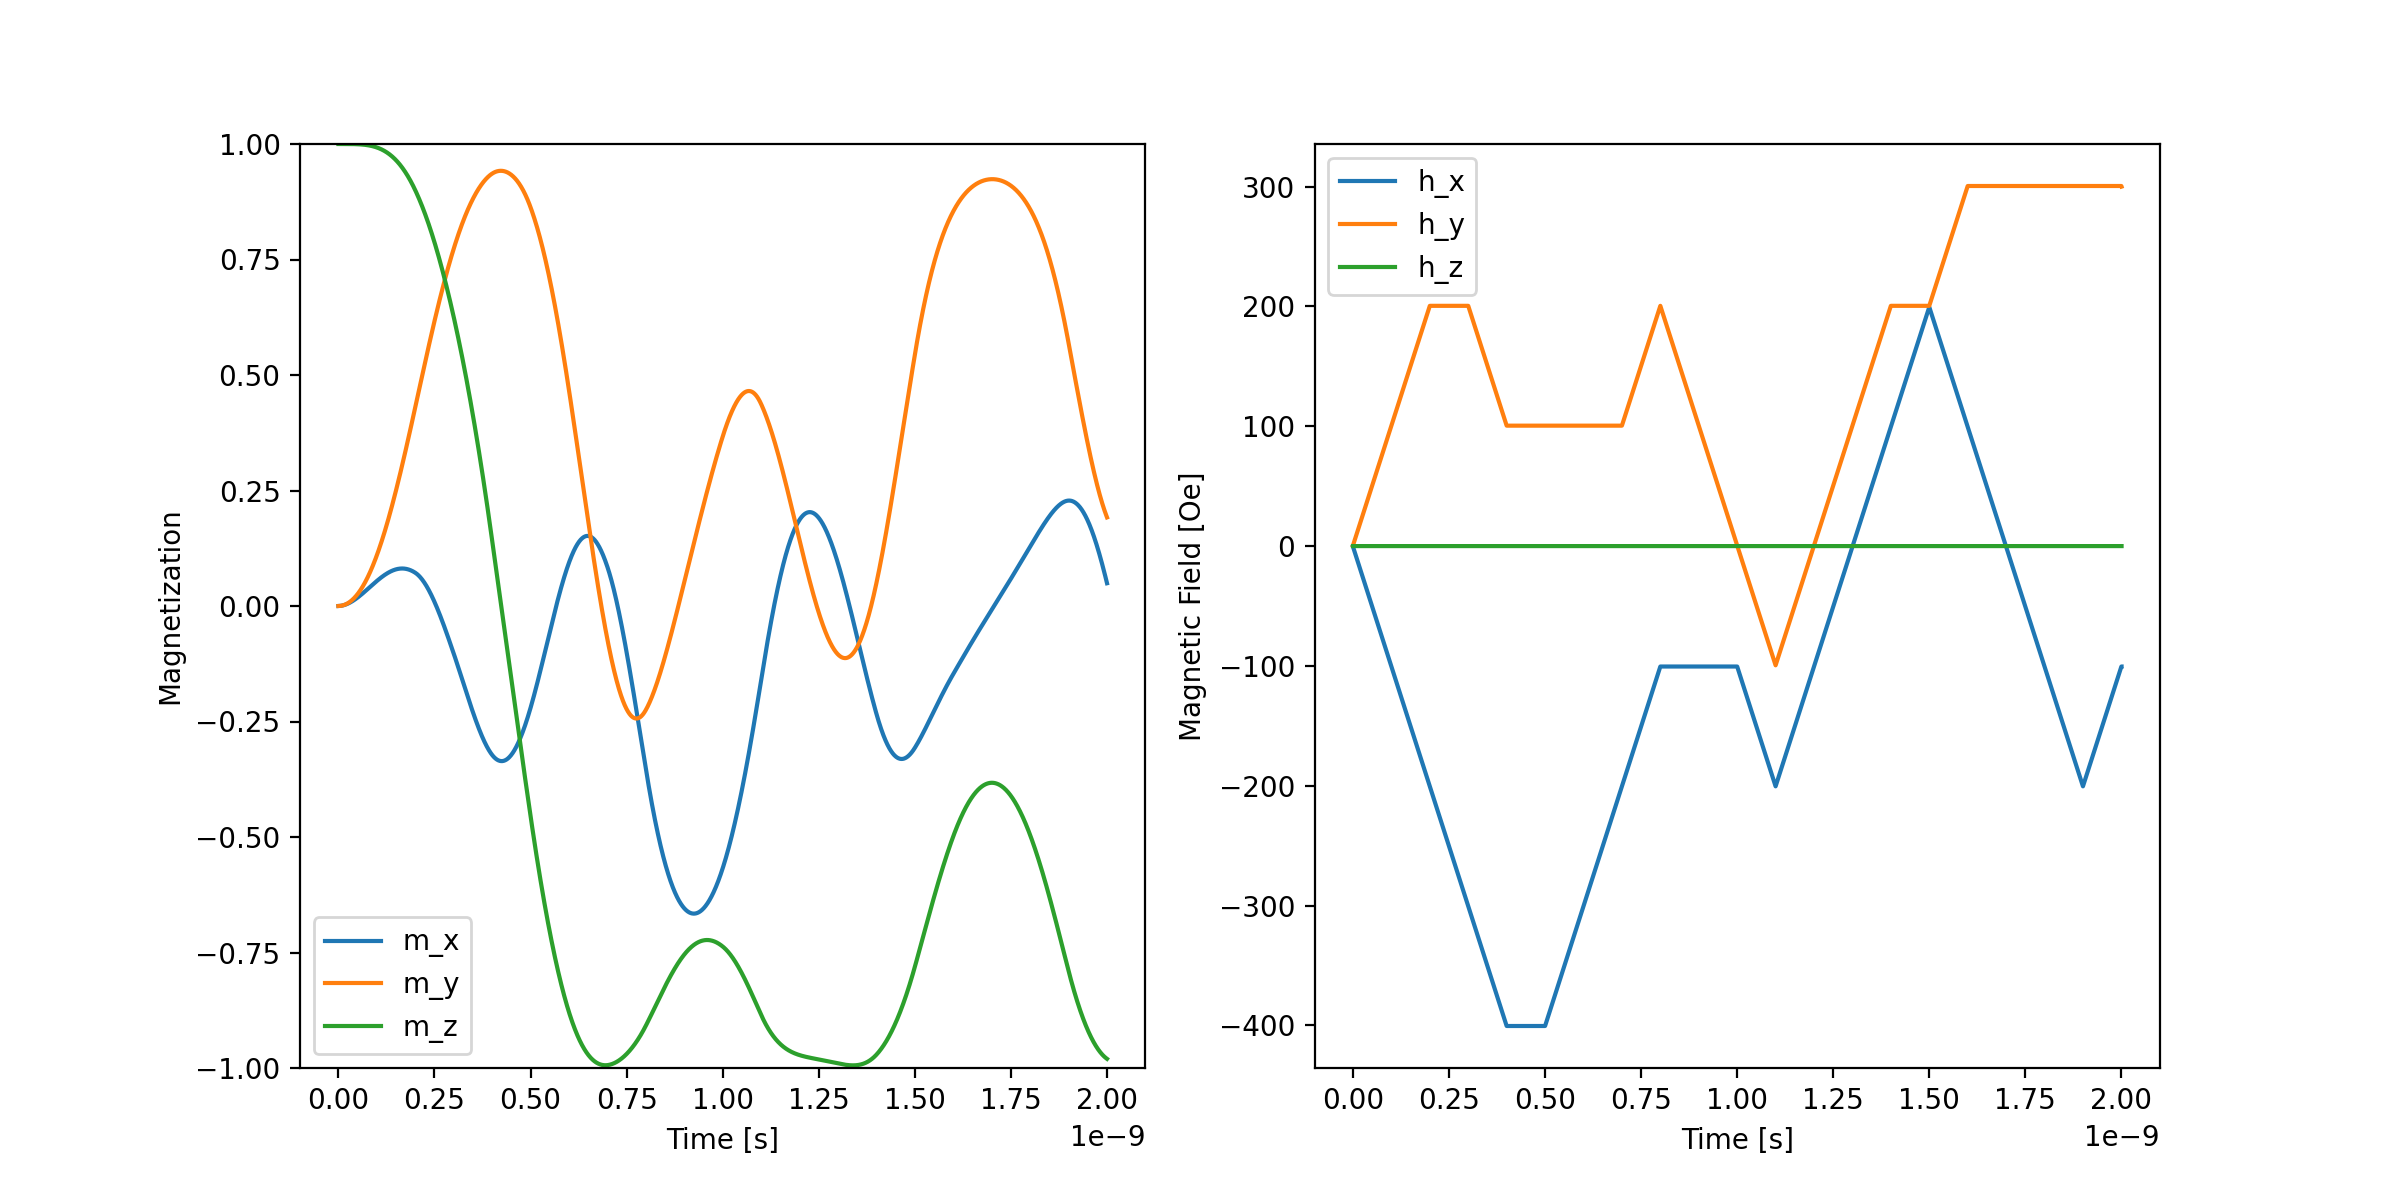 1.00
0.75
0.50
0.25
0.00
−0.25
−0.50
−0.75
−1.00
Magnetization
m_x
m_y
m_z
0.00 0.25 0.50 0.75 1.00 1.25 1.50 1.75 2.00
Time [s]
1e−9
300
200
100
0
−100
−200
−300
−400
Magnetic Field [Oe]
h_x
h_y
h_z
0.00 0.25 0.50 0.75 1.00 1.25 1.50 1.75 2.00
Time [s]
1e−9